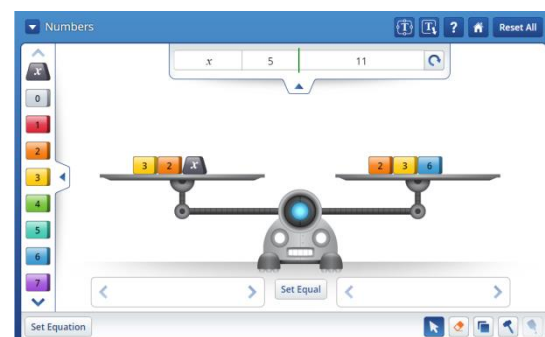 Numbers
T T ? Reset All
x 5 11
x
0
1
2
3
4
5
6
7
3 2 x
2 3 6
Set Equal
Set Equation